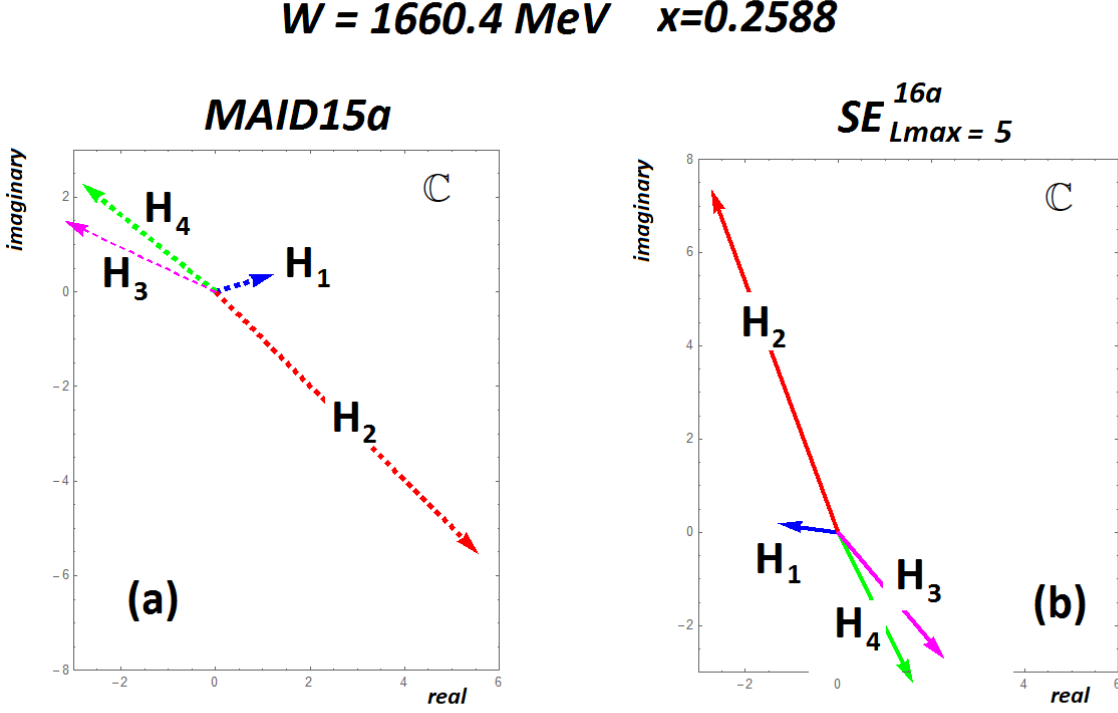 W = 1660.4 MeV x=0.2588
MAID15a
SE 16a Lmax = 5
imaginary
2
0
−2
−4
−6
−8
−2
0
2
4
6
real
ℂ
H4
H3
H1
H2
(a)
imaginary
8
6
4
2
0
−2
−2
0
2
4
6
real
ℂ
H2
H1
H3
H4
(b)